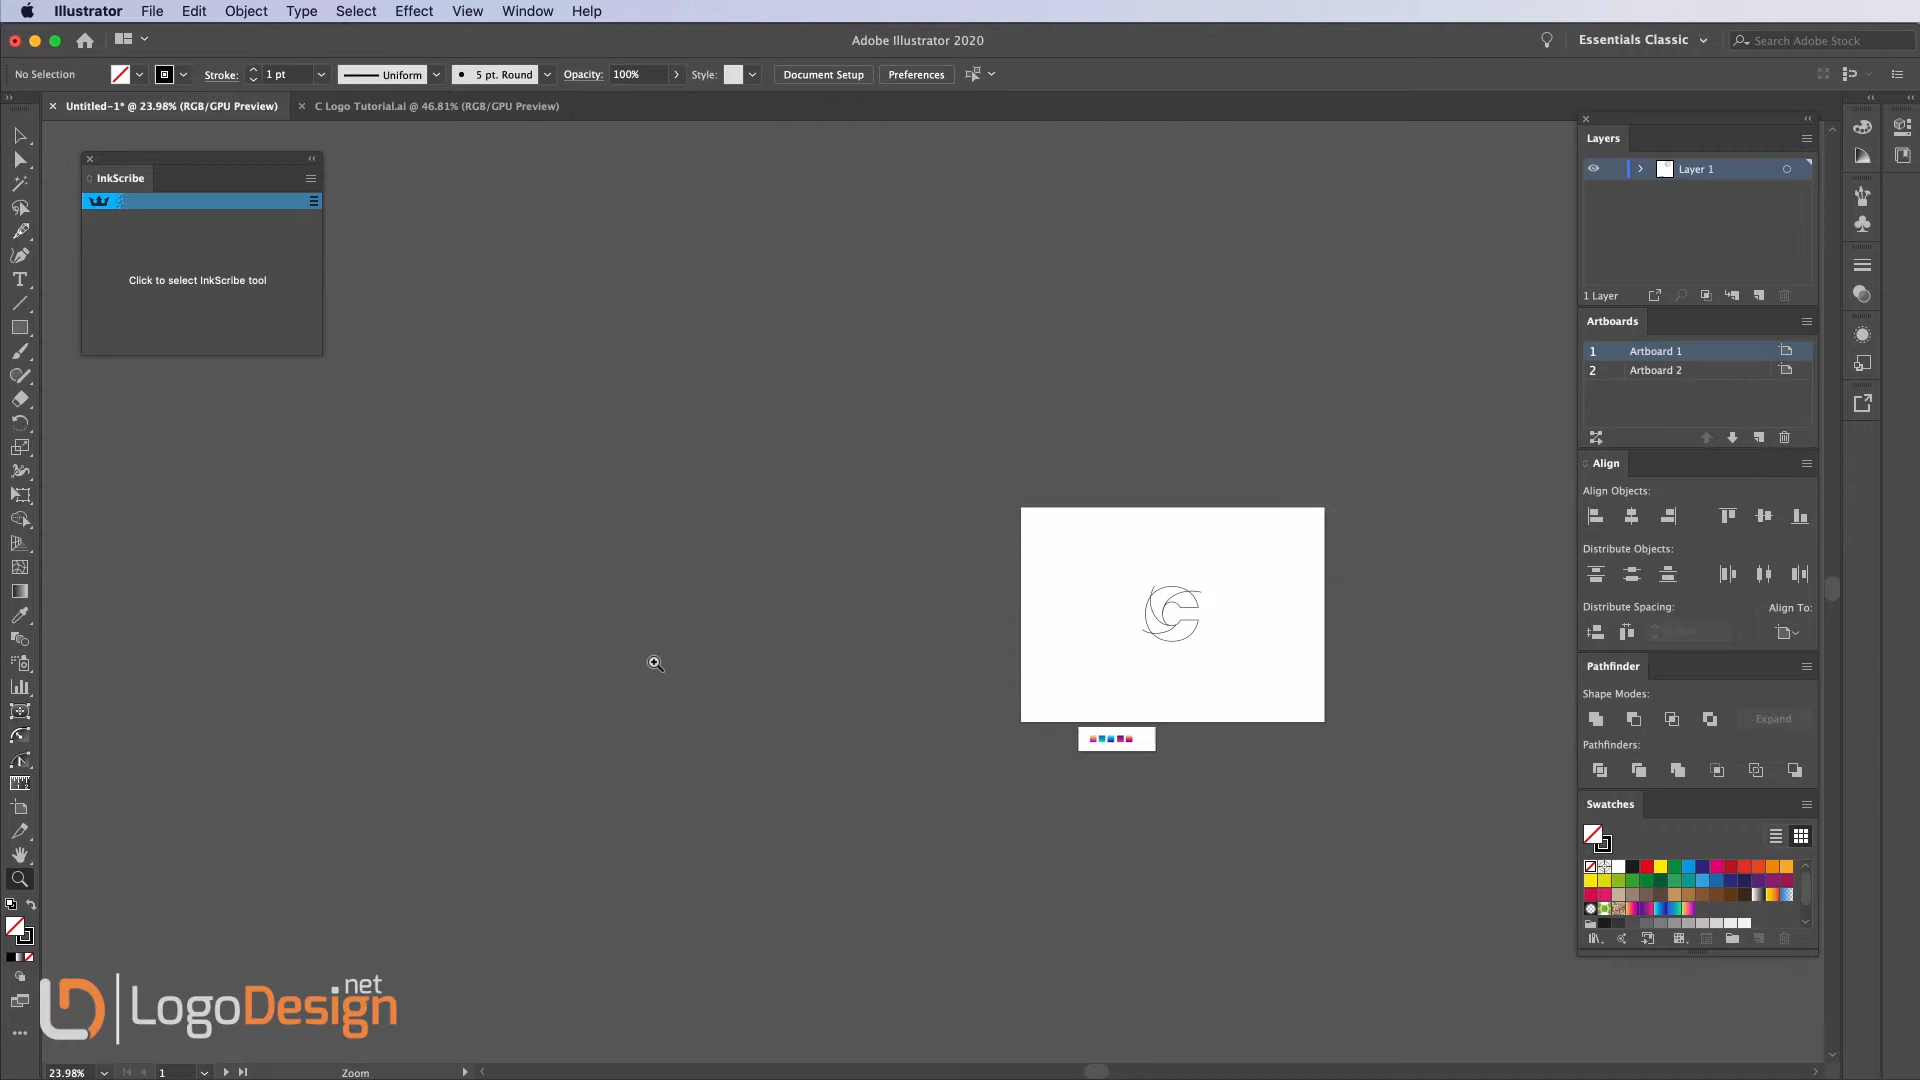 Illustrator File Edit Object Type Select Effect View Window Help
Adobe Illustrator 2020
Essentials Classic
Search Adobe Stock
No Selection
Stroke: 1 pt
Uniform
5 pt. Round
Opacity: 100%
Style:
Document Setup
Preferences
Untitled-1* @ 23.98% (RGB/GPU Preview)
C Logo Tutorial.ai @ 46.81% (RGB/GPU Preview)
InkScribe
Click to select InkScribe tool
Layers
Layer 1
1 Layer
Artboards
1 Artboard 1
2 Artboard 2
Align
Align Objects:
Distribute Objects:
Distribute Spacing:
Align To:
Pathfinder
Shape Modes:
Expand
Pathfinders:
Swatches
LogoDesign
net
23.98%
1
Zoom